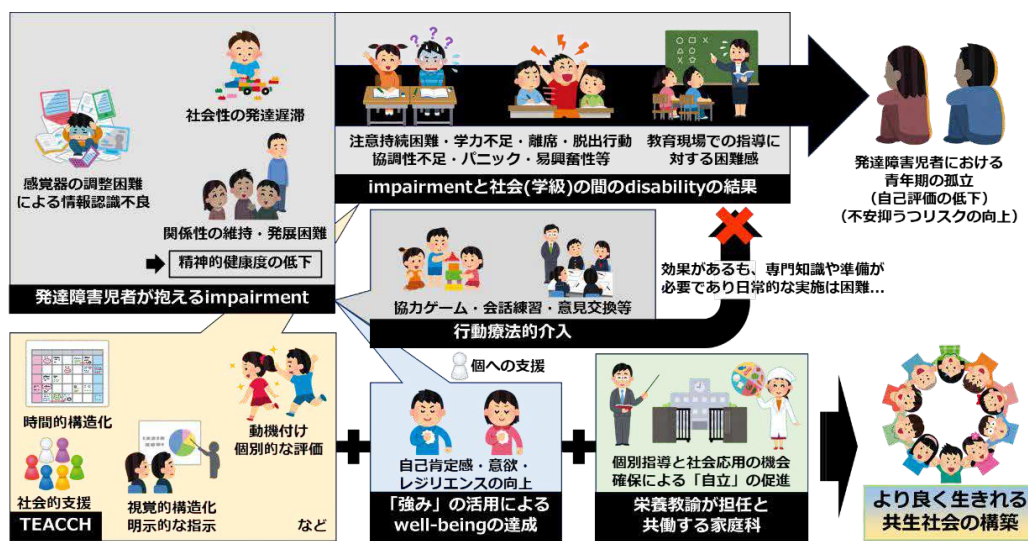 社会性の発達遅滞
感覚器の調整困難
による情報認識不良
関係性の維持・発展困難
精神的健康度の低下
発達障害児者が抱えるimpairment
???
注意持続困難・学力不足・離席・脱出行動
協調性不足・パニック・易興奮性等
教育現場での指導に
対する困難感
impairmentと社会(学級)の間のdisabilityの結果
発達障害児者における
青年期の孤立
(自己評価の低下)
(不安抑うつリスクの向上)
協力ゲーム・会話練習・意見交換等
行動療法的介入
効果があるも、専門知識や準備が
必要であり日常的な実施は困難...
時間的構造化
動機付け
個別的な評価
社会的支援
視覚的構造化
明示的な指示
など
TEACCH
個への支援
自己肯定感・意欲・
レジリエンスの向上
「強み」の活用による
well-beingの達成
個別指導と社会応用の機会
確保による「自立」の促進
栄養教諭が担任と
共働する家庭科
より良く生きれる
共生社会の構築